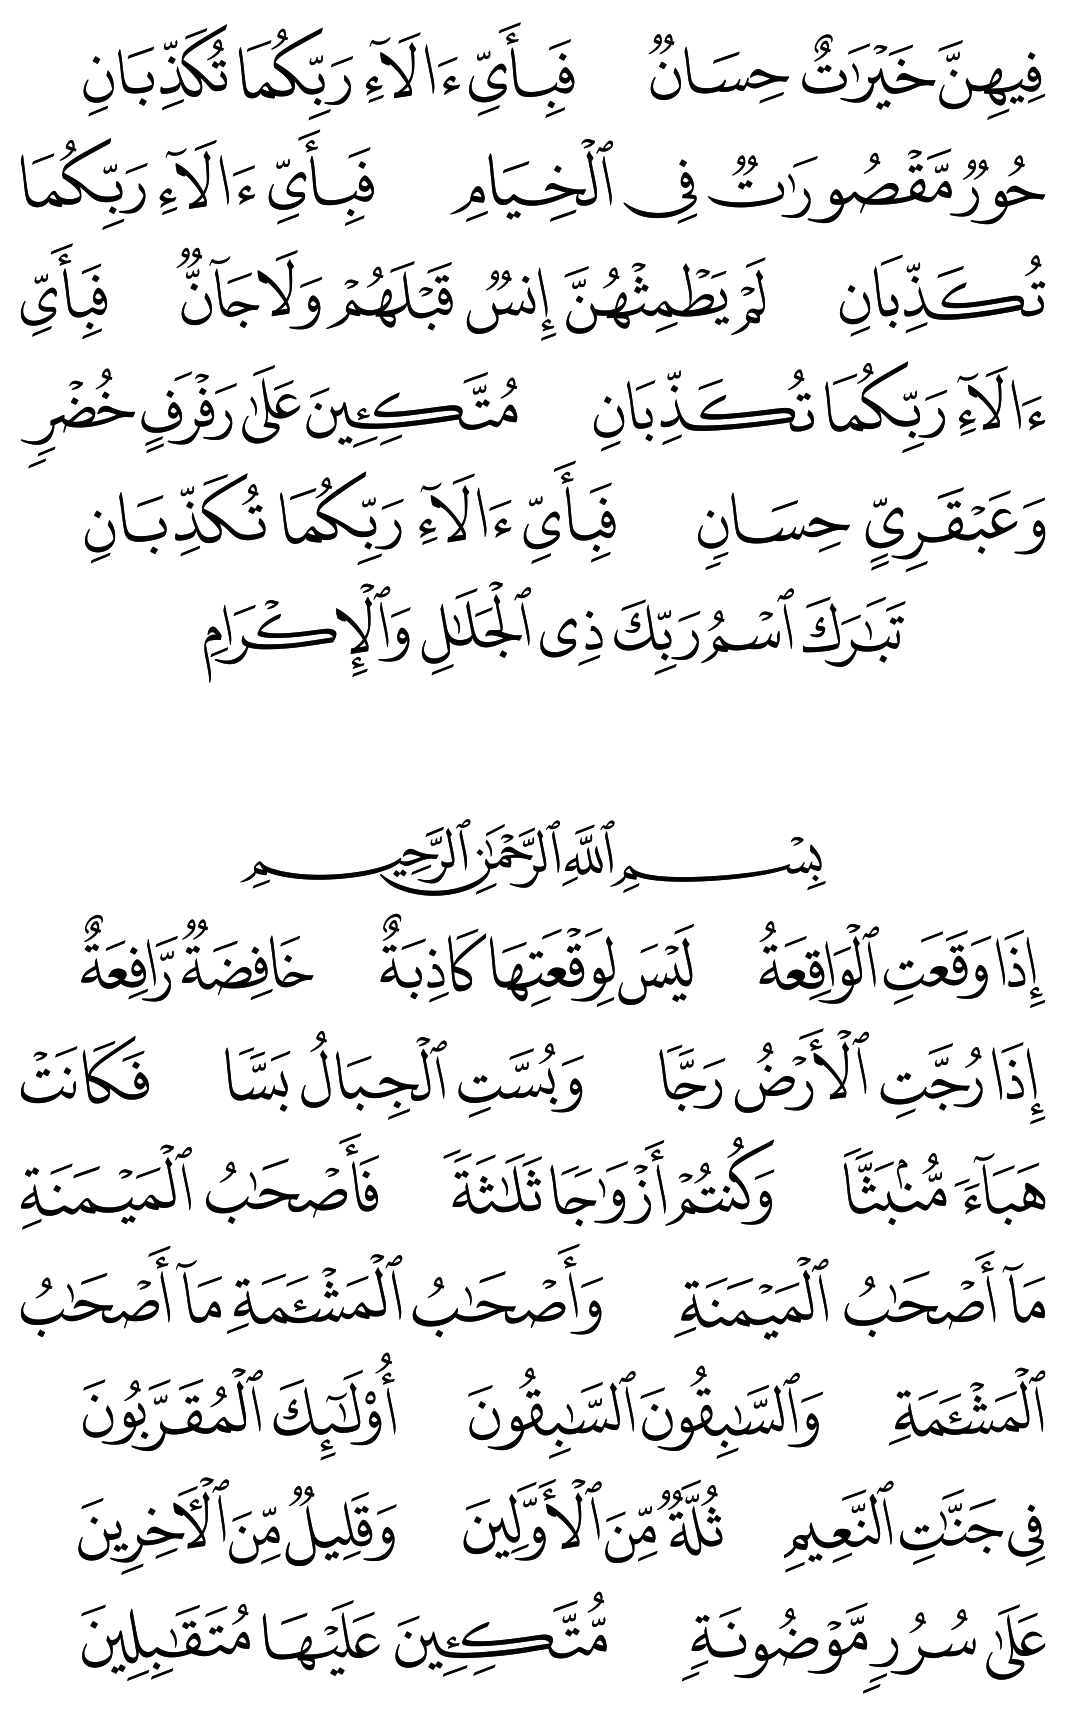 فِيهِنَّ خَيۡرَٰتٌ حِسَانٞ فَبِأَيِّ ءَالَآءِ رَبِّكُمَا تُكَذِّبَانِ
حُورٞ مَّقۡصُورَٰتٞ فِي ٱلۡخِيَامِ فَبِأَيِّ ءَالَآءِ رَبِّكُمَا
تُكَذِّبَانِ لَمۡ يَطۡمِثۡهُنَّ إِنسٞ قَبۡلَهُمۡ وَلَا جَآنّٞ فَبِأَيِّ
ءَالَآءِ رَبِّكُمَا تُكَذِّبَانِ مُتَّكِـِٔينَ عَلَىٰ رَفۡرَفٍ خُضۡرٖ
وَعَبۡقَرِيٍّ حِسَانٖ فَبِأَيِّ ءَالَآءِ رَبِّكُمَا تُكَذِّبَانِ
تَبَٰرَكَ ٱسۡمُ رَبِّكَ ذِي ٱلۡجَلَٰلِ وَٱلۡإِكۡرَامِ
بِسۡمِ ٱللَّهِ ٱلرَّحۡمَٰنِ ٱلرَّحِيمِ
إِذَا وَقَعَتِ ٱلۡوَاقِعَةُ لَيۡسَ لِوَقۡعَتِهَا كَاذِبَةٌ خَافِضَةٞ رَّافِعَةٌ
إِذَا رُجَّتِ ٱلۡأَرۡضُ رَجّٗا وَبُسَّتِ ٱلۡجِبَالُ بَسّٗا فَكَانَتۡ
هَبَآءٗ مُّنۢبَثّٗا وَكُنتُمۡ أَزۡوَٰجٗا ثَلَٰثَةٗ فَأَصۡحَٰبُ ٱلۡمَيۡمَنَةِ
مَآ أَصۡحَٰبُ ٱلۡمَيۡمَنَةِ وَأَصۡحَٰبُ ٱلۡمَشۡـَٔمَةِ مَآ أَصۡحَٰبُ
ٱلۡمَشۡـَٔمَةِ وَٱلسَّٰبِقُونَ ٱلسَّٰبِقُونَ أُوْلَٰٓئِكَ ٱلۡمُقَرَّبُونَ
فِي جَنَّٰتِ ٱلنَّعِيمِ ثُلَّةٞ مِّنَ ٱلۡأَوَّلِينَ وَقَلِيلٞ مِّنَ ٱلۡأٓخِرِينَ
عَلَىٰ سُرُرٖ مَّوۡضُونَةٖ مُّتَّكِـِٔينَ عَلَيۡهَا مُتَقَٰبِلِينَ